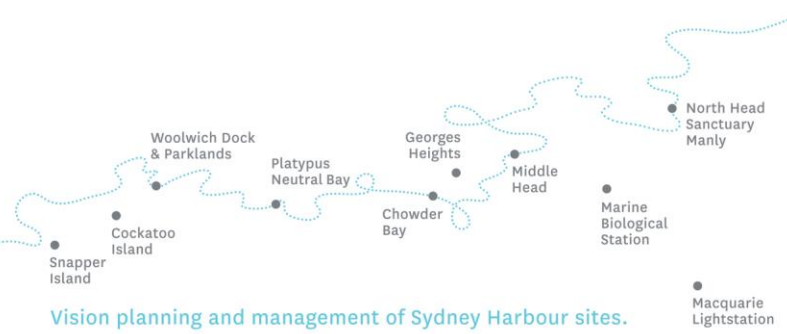 North Head
Sanctuary
Manly
Woolwich Dock
& Parklands
Georges
Heights
Platypus
Neutral Bay
Middle
Head
Marine
Biological
Station
Chowder
Bay
Cockatoo
Island
Snapper
Island
Macquarie
Lightstation
Vision planning and management of Sydney Harbour sites.